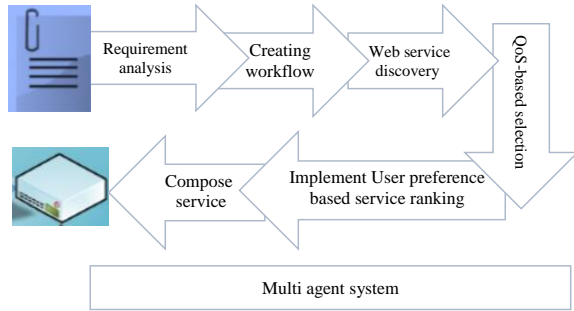 Requirement
analysis
Creating
workflow
Web service
discovery
QoS-based selection
Implement User preference
based service ranking
Compose
service
Multi agent system